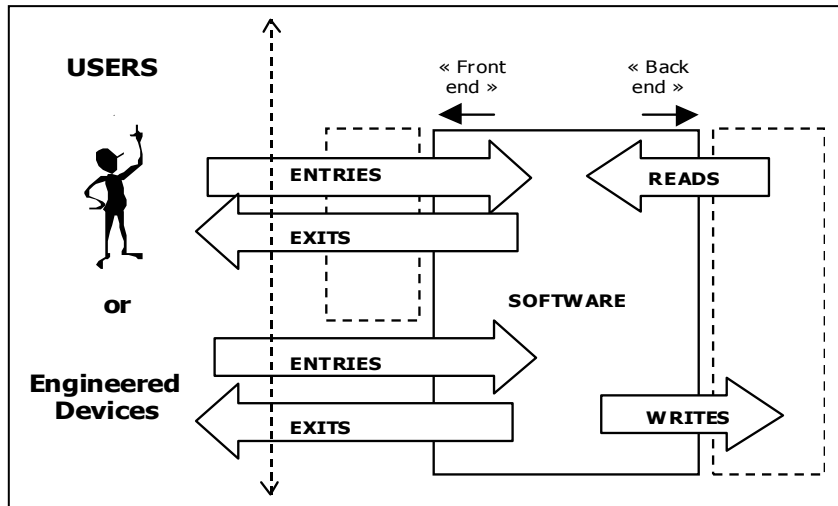 USERS
« Front
end »
« Back
end »
ENTRIES
READS
EXITS
or
SOFTWARE
ENTRIES
Engineered
Devices
EXITS
WRITES